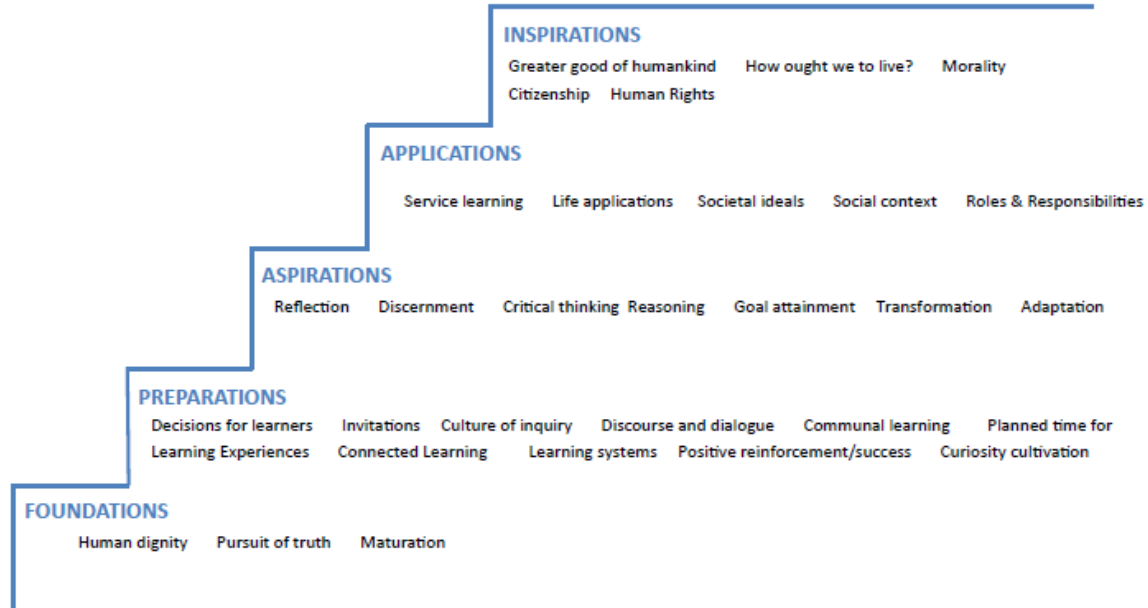 INSPIRATIONS
Greater good of humankind How ought we to live? Morality
Citizenship Human Rights
APPLICATIONS
Service learning Life applications Societal ideals Social context Roles & Responsibilities
ASPIRATIONS
Reflection Discernment Critical thinking Reasoning Goal attainment Transformation Adaptation
PREPARATIONS
Decisions for learners Invitations Culture of inquiry Discourse and dialogue Communal learning Planned time for
Learning Experiences Connected Learning Learning systems Positive reinforcement/success Curiosity cultivation
FOUNDATIONS
Human dignity Pursuit of truth Maturation